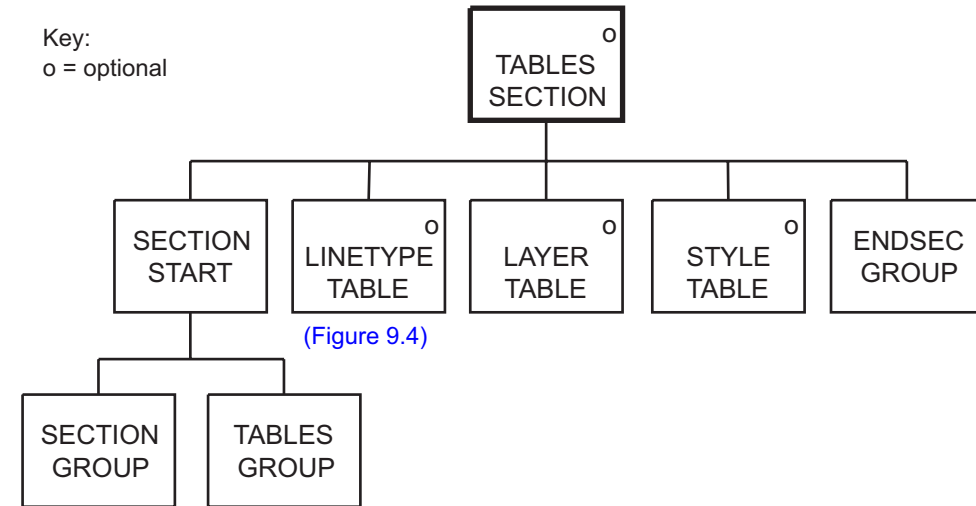 Key:
o = optional
o
TABLES
SECTION
SECTION
START
o
LINETYPE
TABLE
o
LAYER
TABLE
o
STYLE
TABLE
ENDSEC
GROUP
(Figure 9.4)
SECTION
GROUP
TABLES
GROUP